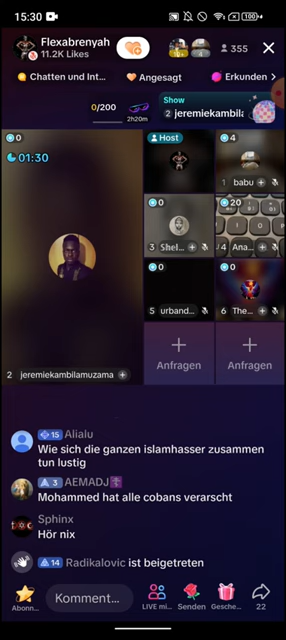 15:30
100
Flexabrenyah
11.2K Likes
355
Chatten und Int...
Angesagt
Erkunden
0/200
2h20m
Show
2 jeremiekambila
0
01:30
Host
4
1 babu
0
3 Shel...
20
4 Ana...
0
5 urband...
0
6 The...
2 jeremiekambilamuzama
Anfragen
Anfragen
15 Alialu
Wie sich die ganzen islamhasser zusammen
tun lustig
3 AEMADJ
Mohammed hat alle cobans verarscht
Sphinx
Hör nix
14 Radikalovic ist beigetreten
Abonn...
Komment...
LIVE mi...
Senden
Gesche...
22